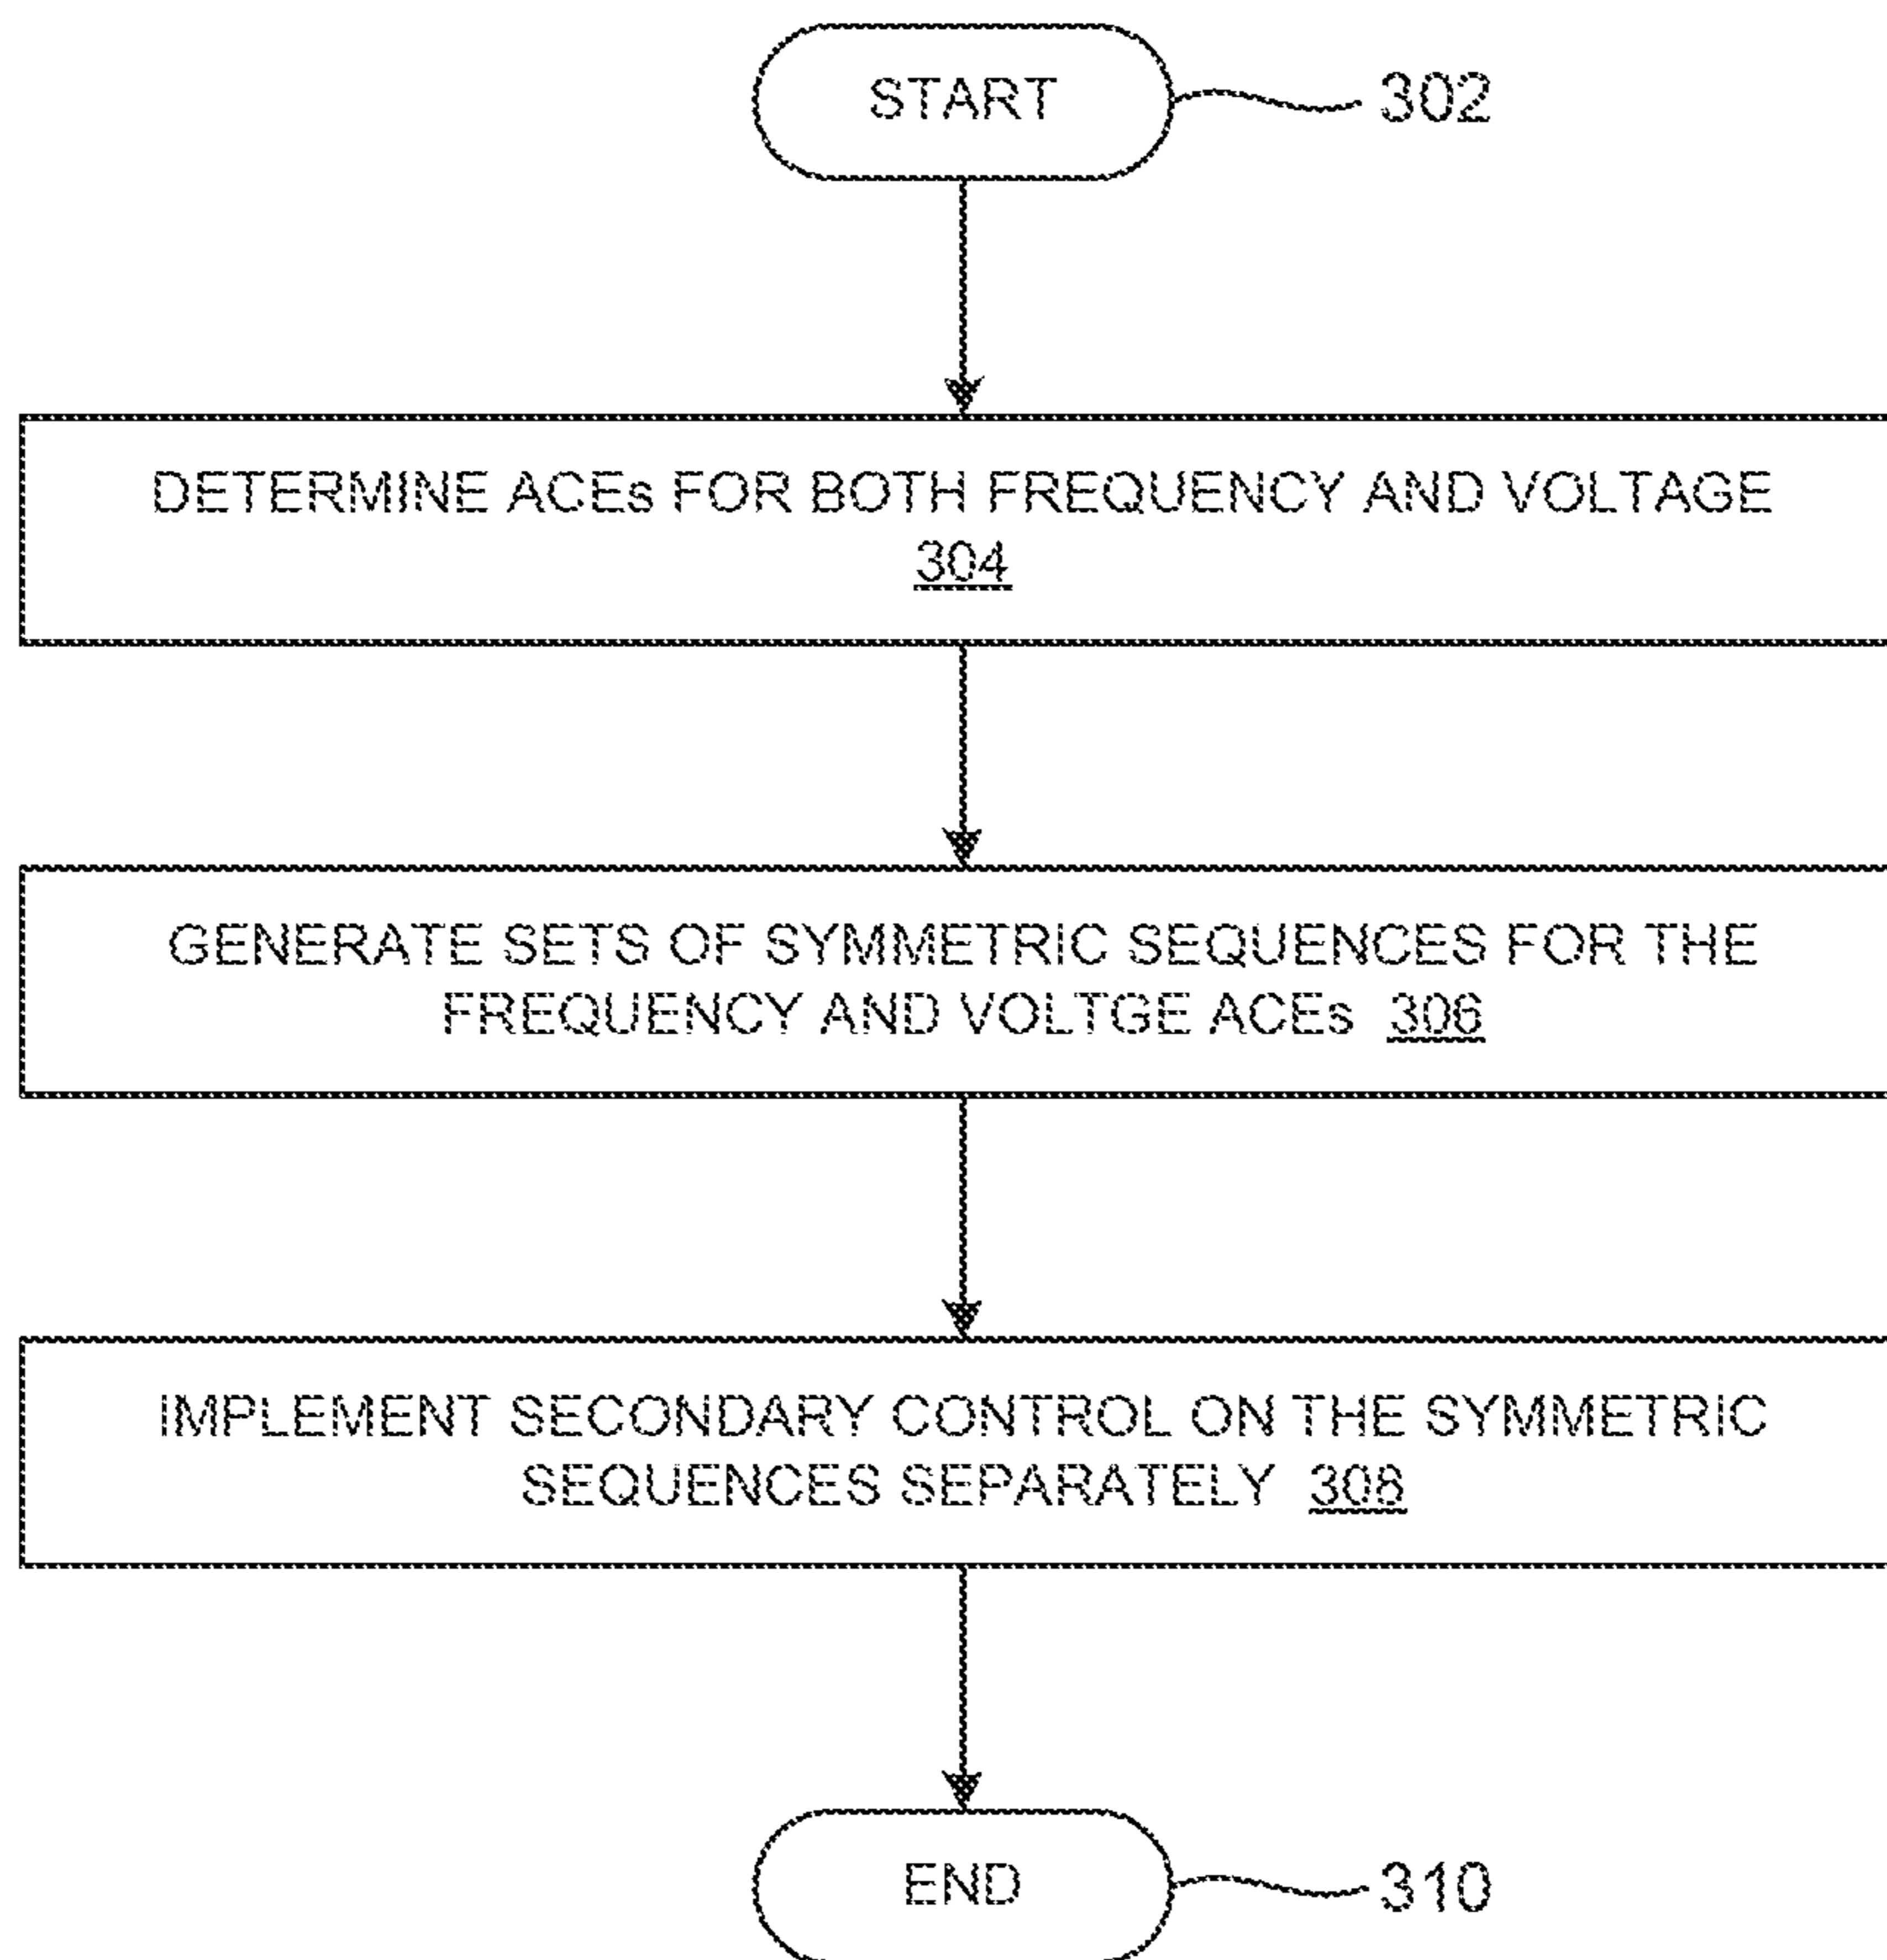 START 302
DETERMINE ACEs FOR BOTH FREQUENCY AND VOLTAGE
304
GENERATE SETS OF SYMMETRIC SEQUENCES FOR THE
FREQUENCY AND VOLTGE ACEs 306
IMPLEMENT SECONDARY CONTROL ON THE SYMMETRIC
SEQUENCES SEPARATELY 308
END 310